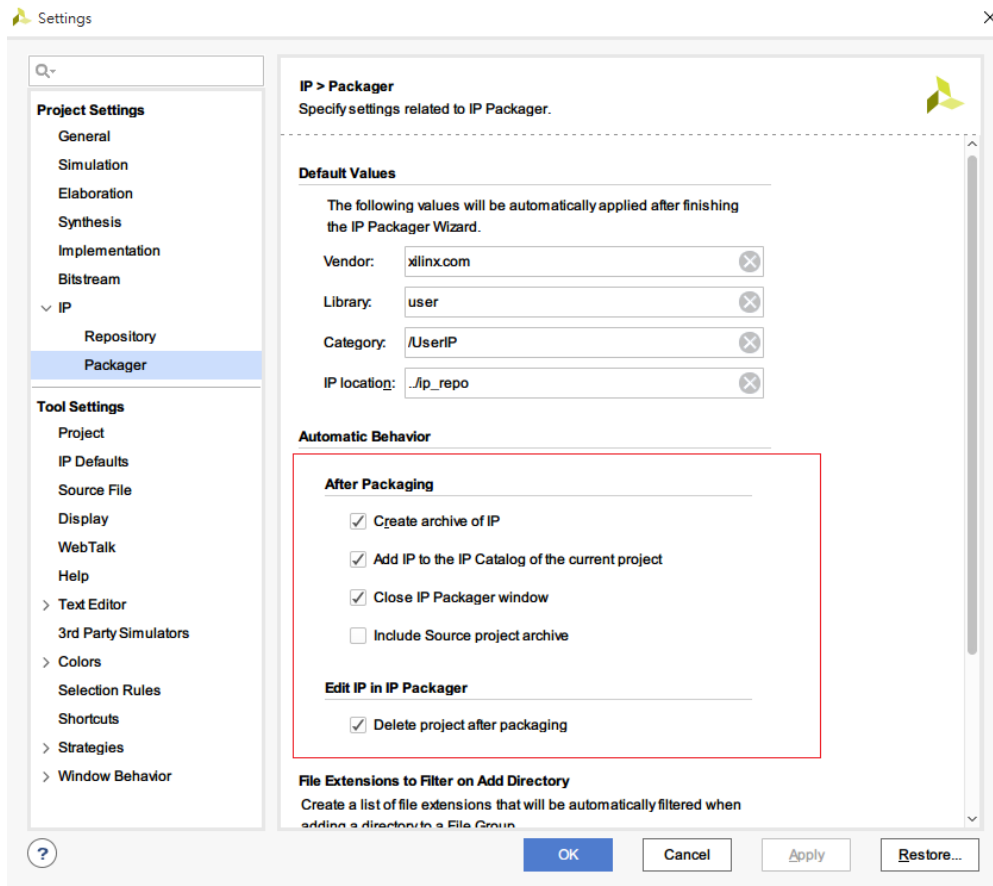 Settings
IP > Packager
Specify settings related to IP Packager.
Project Settings
General
Simulation
Elaboration
Synthesis
Implementation
Bitstream
IP
Repository
Packager
Tool Settings
Project
IP Defaults
Source File
Display
WebTalk
Help
Text Editor
3rd Party Simulators
Colors
Selection Rules
Shortcuts
Strategies
Window Behavior
Default Values
The following values will be automatically applied after finishing
the IP Packager Wizard.
Vendor: xilinx.com
Library: user
Category: /UserIP
IP location: ../ip_repo
Automatic Behavior
After Packaging
Create archive of IP
Add IP to the IP Catalog of the current project
Close IP Packager window
Include Source project archive
Edit IP in IP Packager
Delete project after packaging
File Extensions to Filter on Add Directory
Create a list of file extensions that will be automatically filtered when
adding a directory to a File Group.
? OK Cancel Apply Restore...